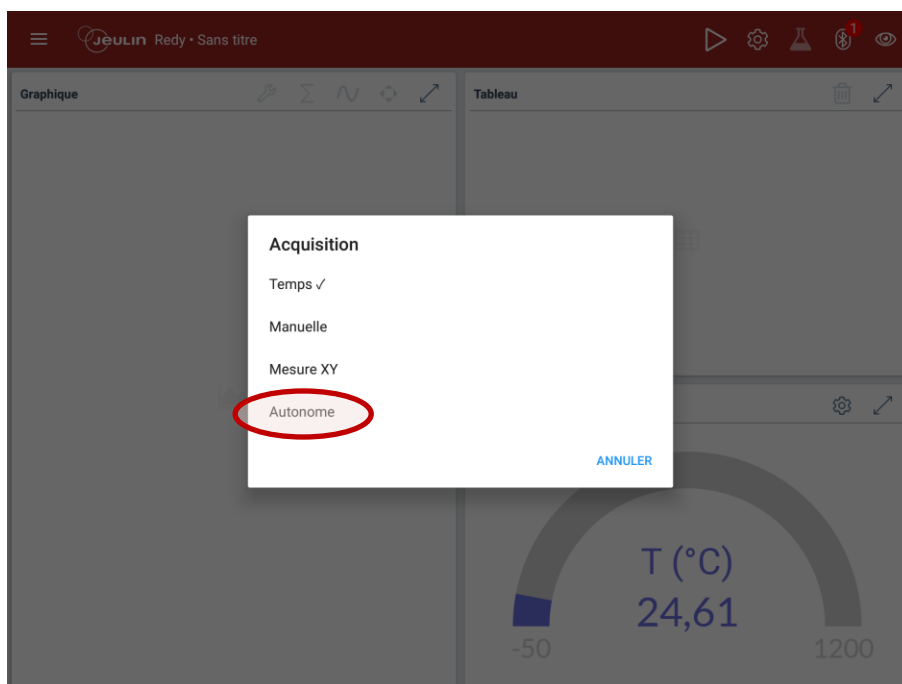 Jeulin Redy • Sans titre
1
Graphique
Tableau
Acquisition
Temps ✓
Manuelle
Mesure XY
Autonome
ANNULER
T (°C)
24,61
-50
1200